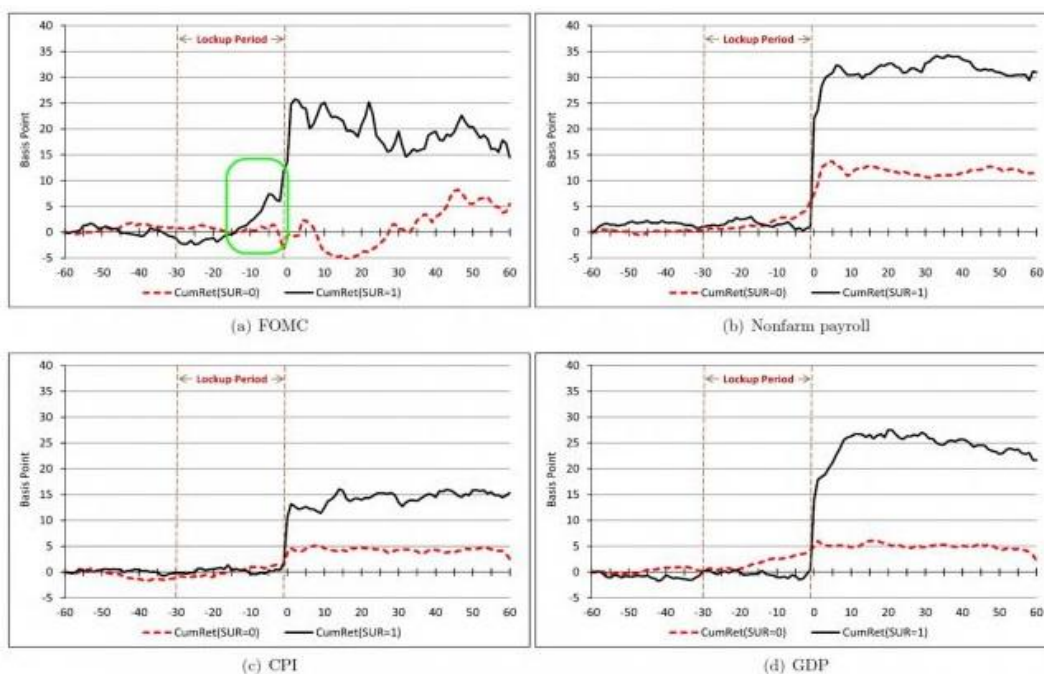 40
35
30
25
20
15
10
5
0
-5
Basis Point
Lockup Period
-60 -50 -40 -30 -20 -10 0 10 20 30 40 50 60
CumRet(SUR=0) CumRet(SUR=1)
(a) FOMC
40
35
30
25
20
15
10
5
0
-5
Basis Point
Lockup Period
-60 -50 -40 -30 -20 -10 0 10 20 30 40 50 60
CumRet(SUR=0) CumRet(SUR=1)
(b) Nonfarm payroll
40
35
30
25
20
15
10
5
0
-5
Basis Point
Lockup Period
-60 -50 -40 -30 -20 -10 0 10 20 30 40 50 60
CumRet(SUR=0) CumRet(SUR=1)
(c) CPI
40
35
30
25
20
15
10
5
0
-5
Basis Point
Lockup Period
-60 -50 -40 -30 -20 -10 0 10 20 30 40 50 60
CumRet(SUR=0) CumRet(SUR=1)
(d) GDP